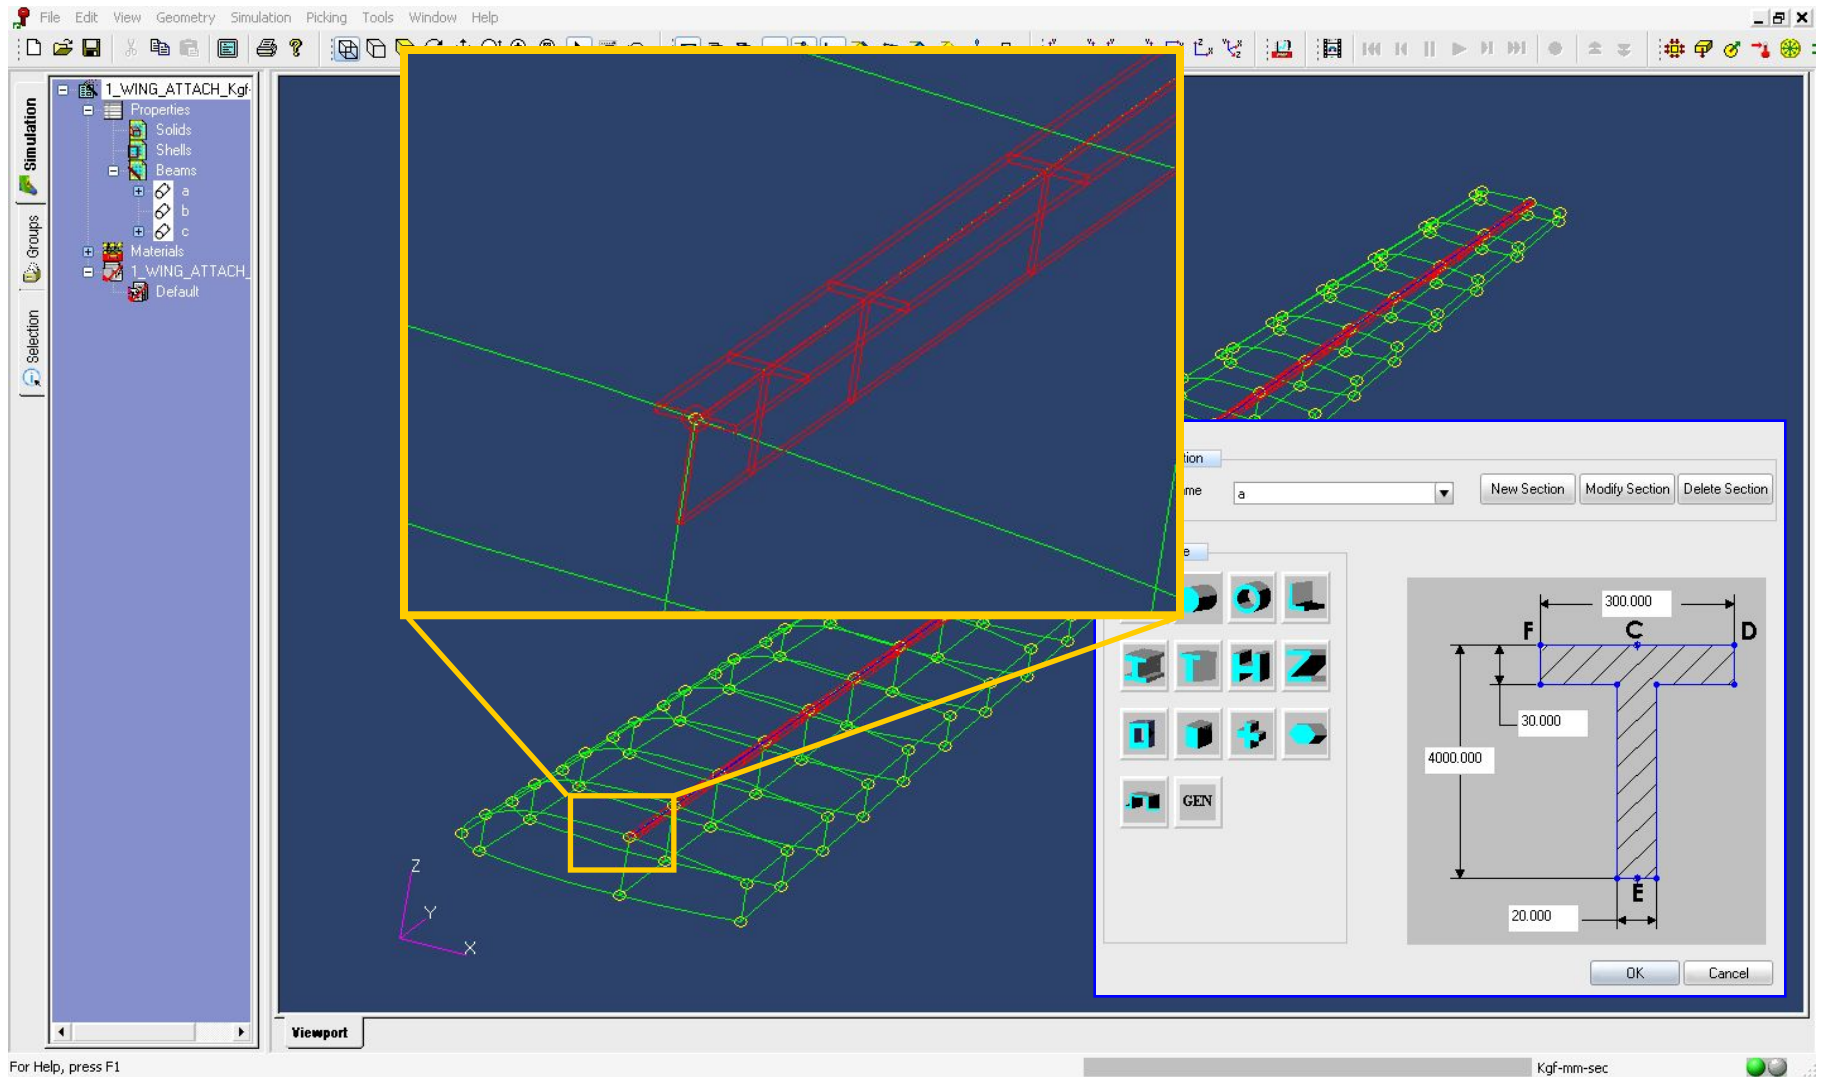 File Edit View Geometry Simulation Picking Tools Window Help
Simulation
Groups
Selection
1_WING_ATTACH_Kgf-
Properties
Solids
Shells
Beams
a
b
c
Materials
1_WING_ATTACH_
Default
Z
Y
X
tion
me
a
New Section Modify Section Delete Section
e
GEN
300.000
F C D
30.000
4000.000
E
20.000
OK Cancel
Viewport
For Help, press F1
Kgf-mm-sec